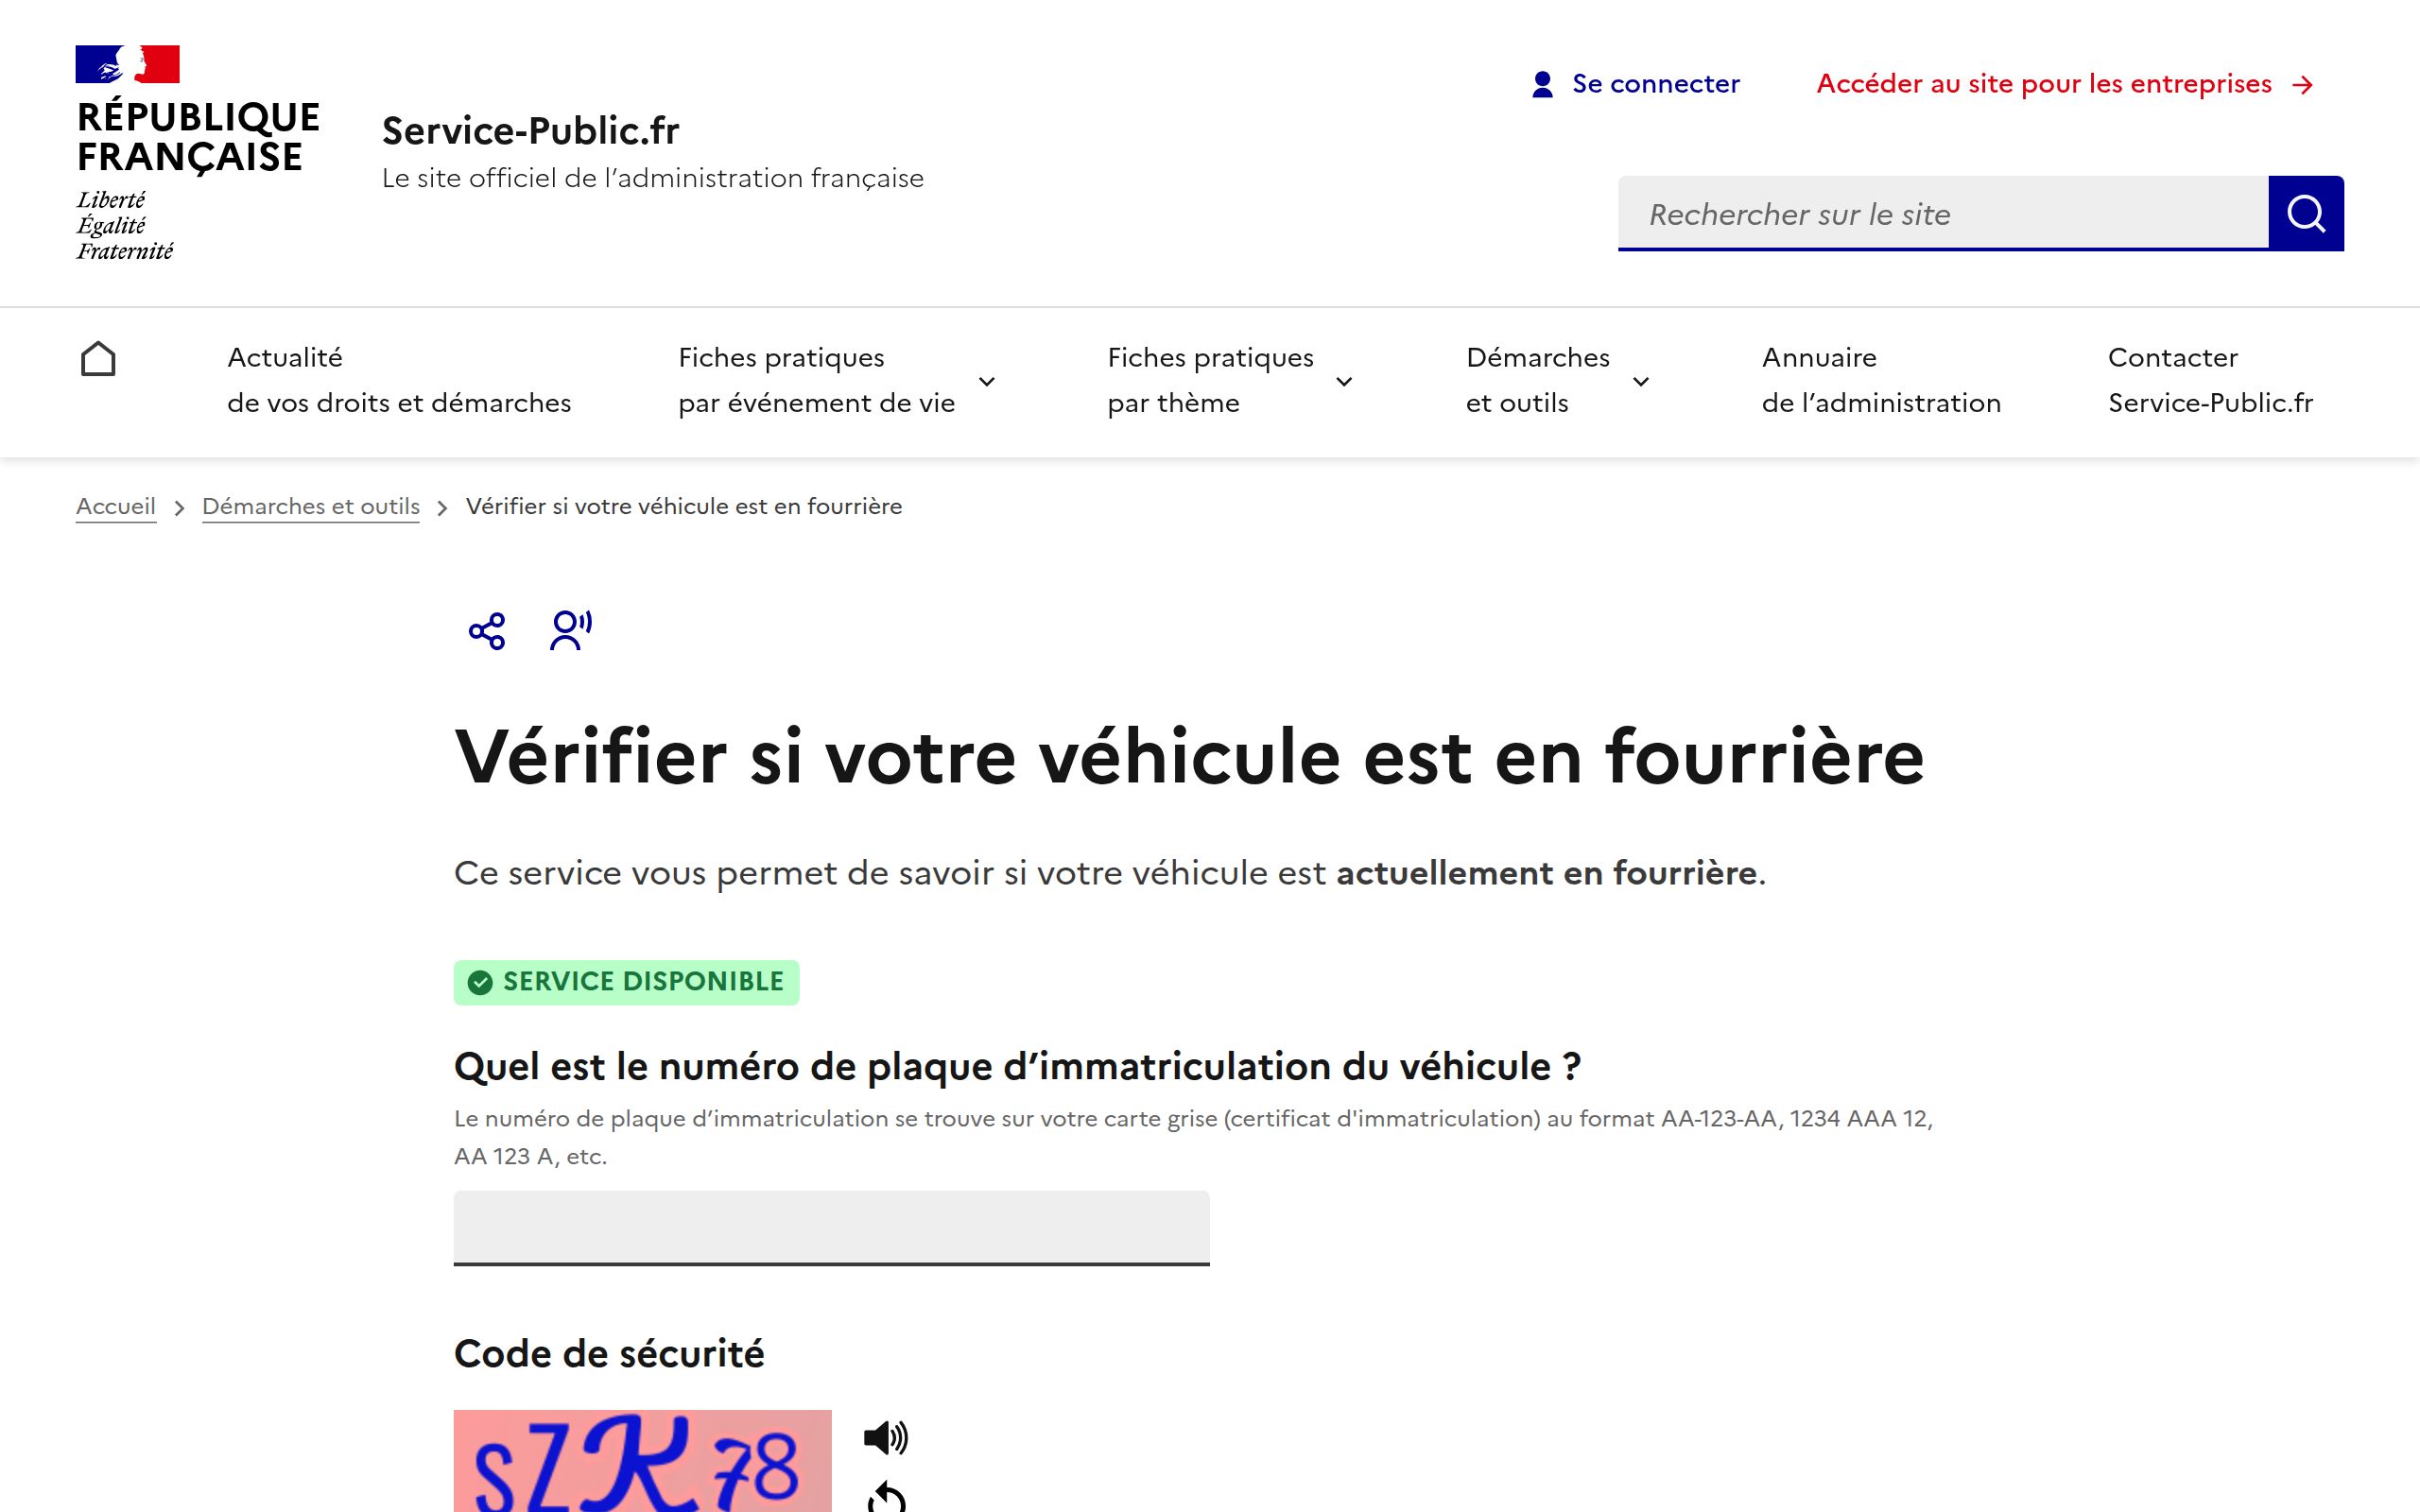 RÉPUBLIQUE
FRANÇAISE
Liberté
Égalité
Fraternité
Service-Public.fr
Le site officiel de l’administration française
Se connecter
Accéder au site pour les entreprises
Rechercher sur le site
Actualité
de vos droits et démarches
Fiches pratiques
par événement de vie
Fiches pratiques
par thème
Démarches
et outils
Annuaire
de l’administration
Contacter
Service-Public.fr
Accueil > Démarches et outils > Vérifier si votre véhicule est en fourrière
Vérifier si votre véhicule est en fourrière
Ce service vous permet de savoir si votre véhicule est actuellement en fourrière.
SERVICE DISPONIBLE
Quel est le numéro de plaque d’immatriculation du véhicule ?
Le numéro de plaque d’immatriculation se trouve sur votre carte grise (certificat d'immatriculation) au format AA-123-AA, 1234 AAA 12,
AA 123 A, etc.
Code de sécurité
sZK78